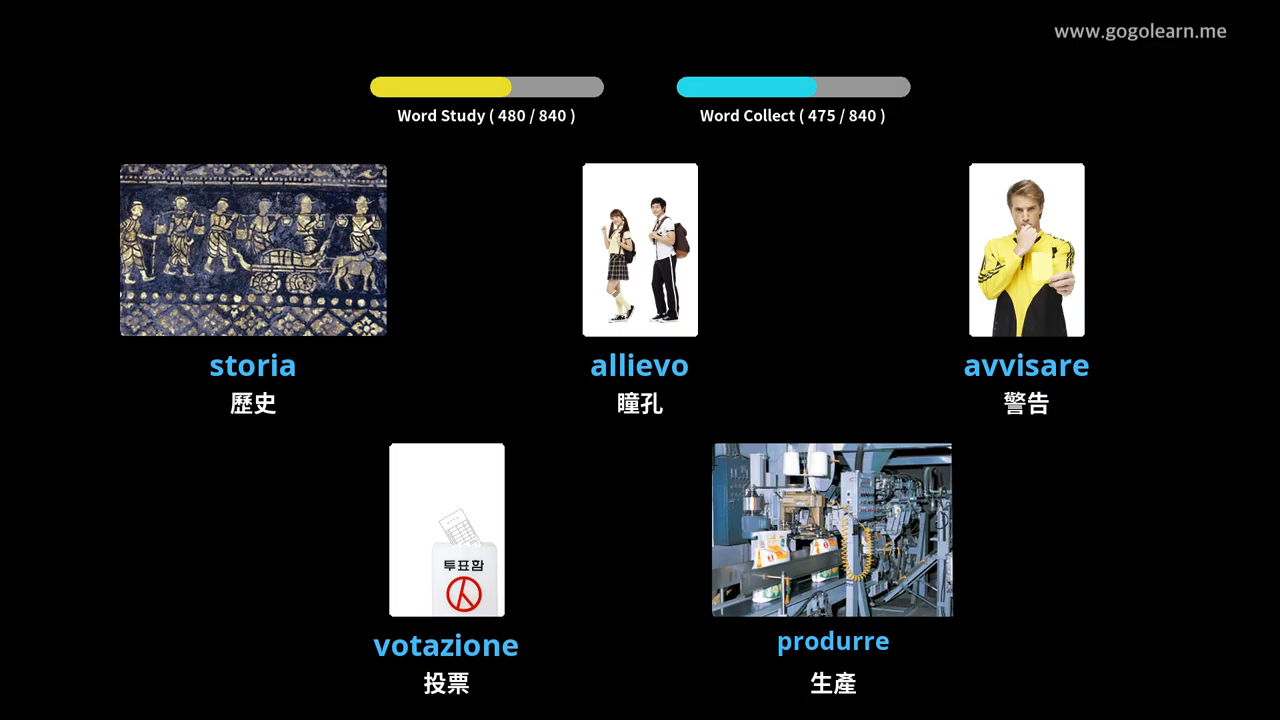 www.gogolearn.me
Word Study ( 480 / 840 )
Word Collect ( 475 / 840 )
storia
歷史
allievo
瞳孔
avvisare
警告
투표함
votazione
投票
produrre
生產